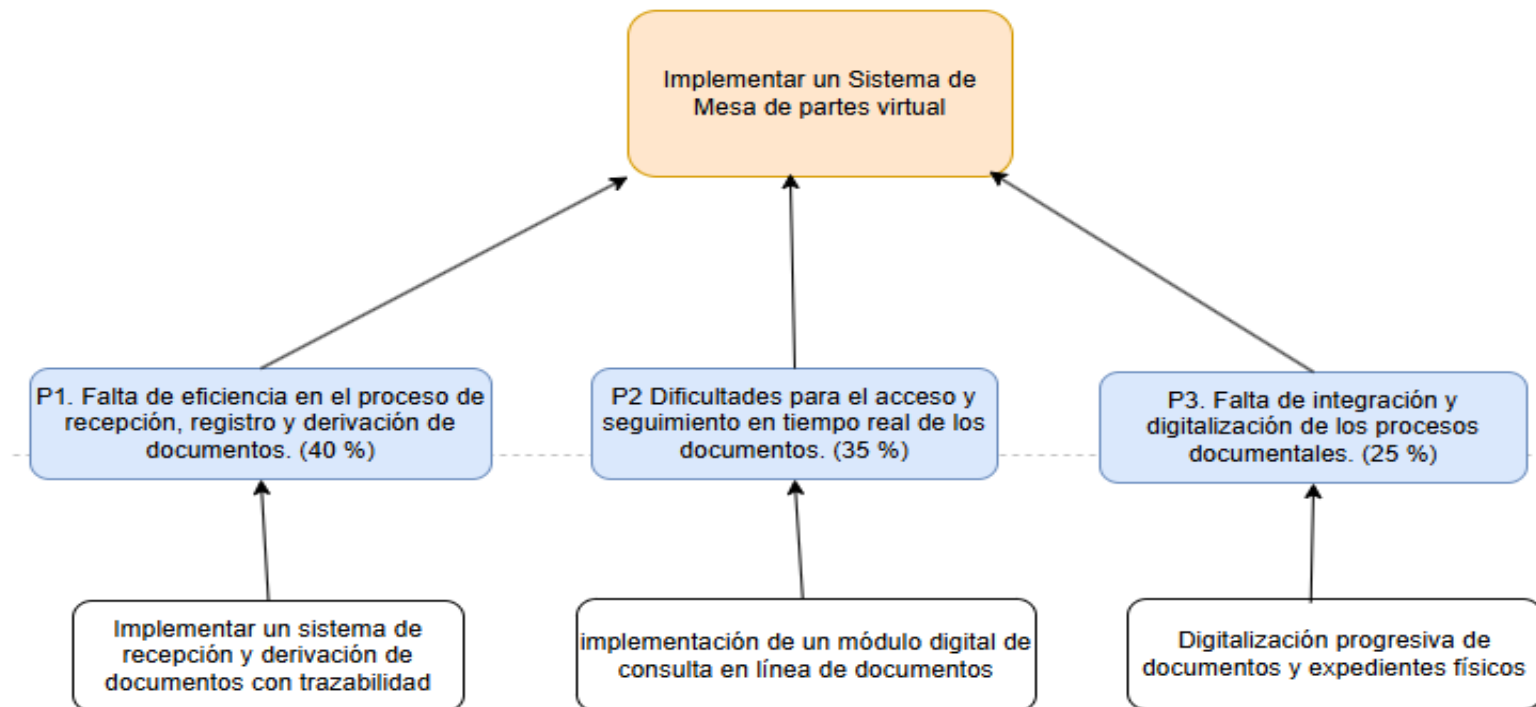 Implementar un Sistema de
Mesa de partes virtual
P1. Falta de eficiencia en el proceso de
recepción, registro y derivación de
documentos. (40 %)
P2 Dificultades para el acceso y
seguimiento en tiempo real de los
documentos. (35 %)
P3. Falta de integración y
digitalización de los procesos
documentales. (25 %)
Implementar un sistema de
recepción y derivación de
documentos con trazabilidad
implementación de un módulo digital de
consulta en línea de documentos
Digitalización progresiva de
documentos y expedientes físicos